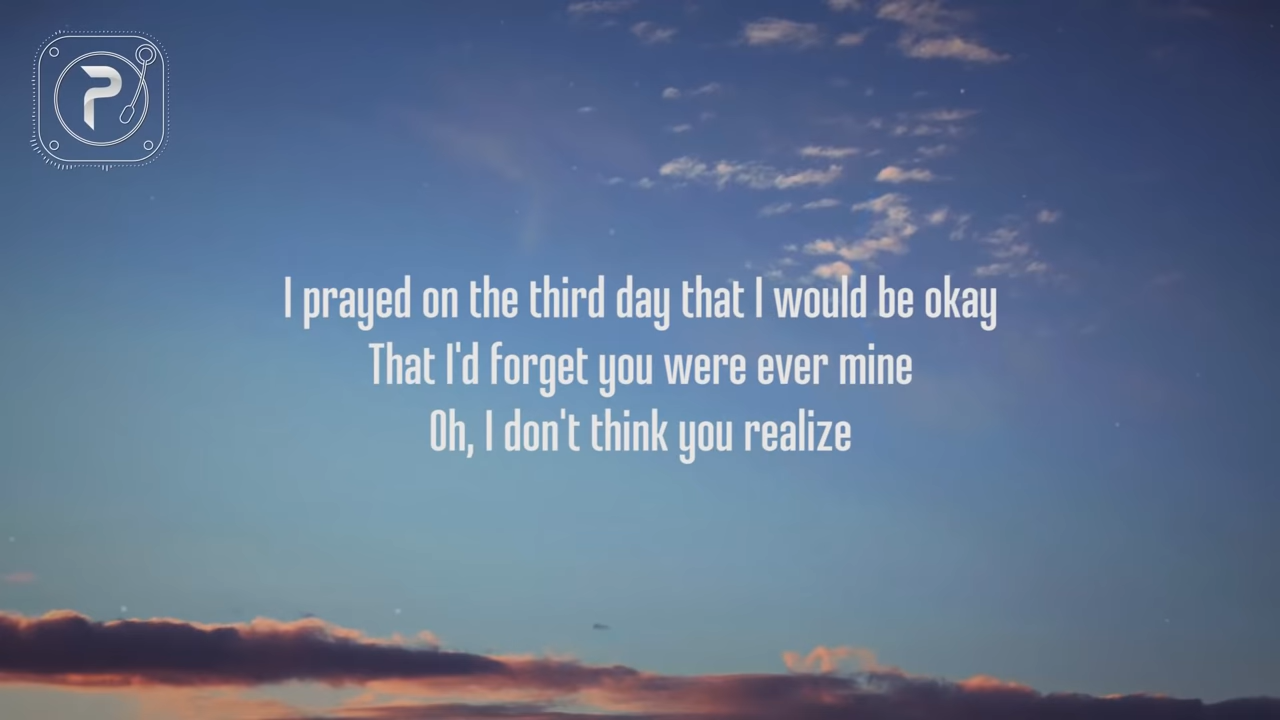 P
I prayed on the third day that I would be okay
That I'd forget you were ever mine
Oh, I don't think you realize